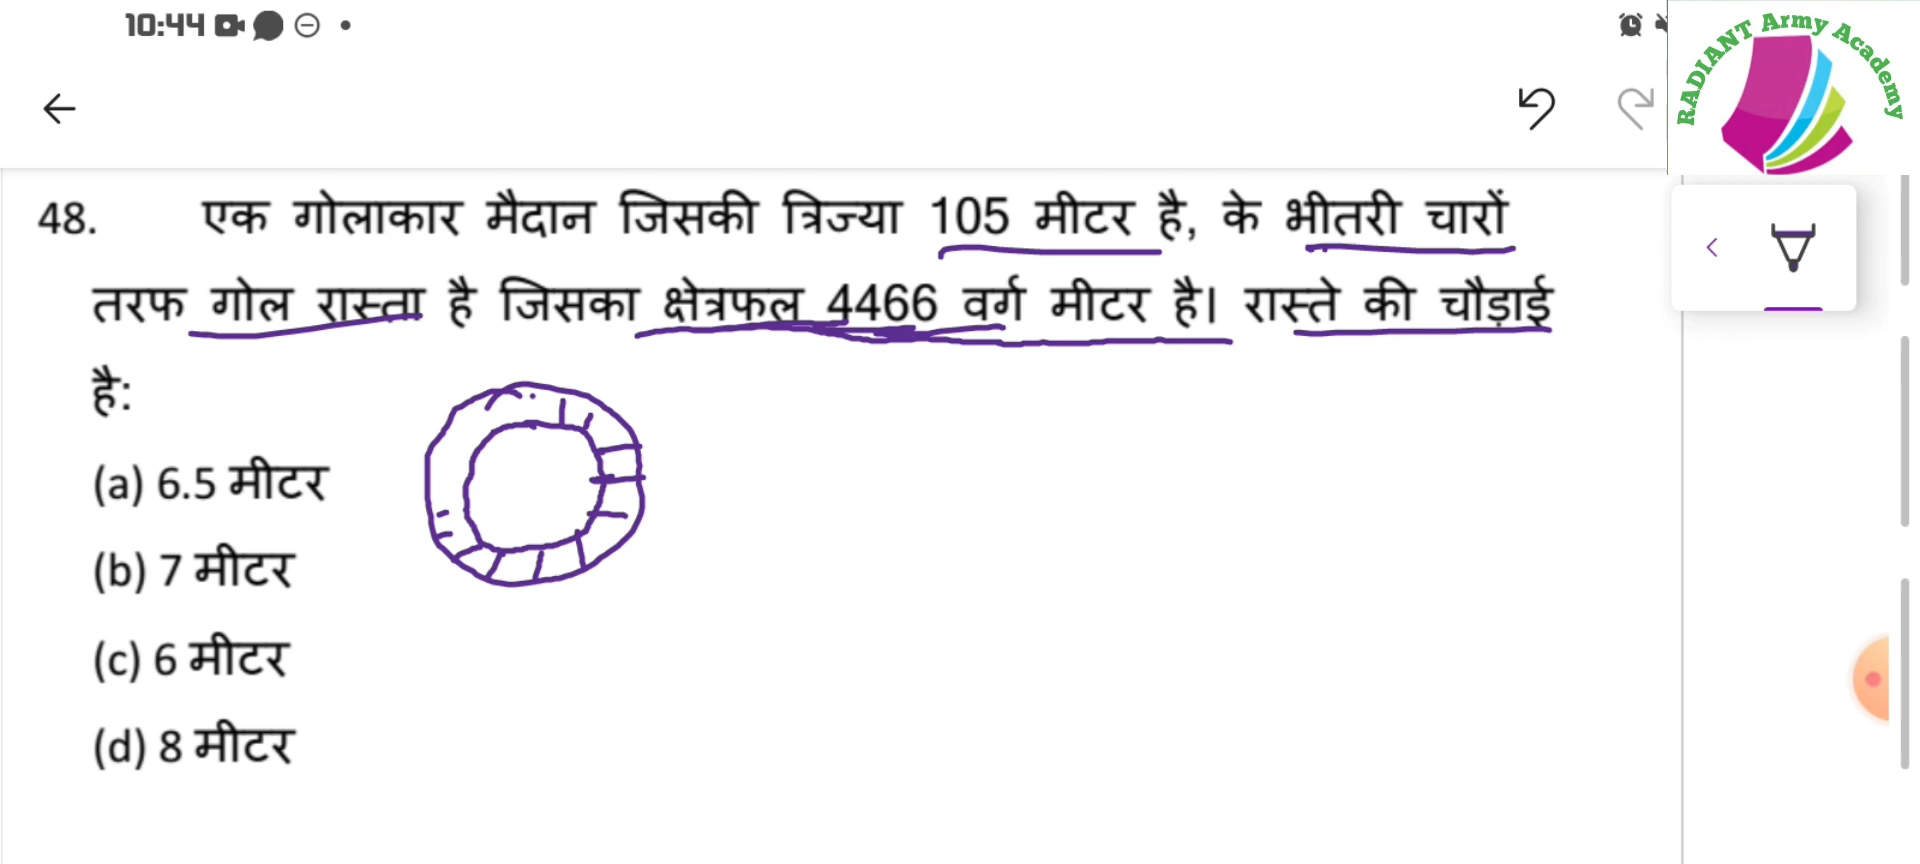 10:44
RADIANT Army Academy
48. एक गोलाकार मैदान जिसकी त्रिज्या 105 मीटर है, के भीतरी चारों
तरफ गोल रास्ता है जिसका क्षेत्रफल 4466 वर्ग मीटर है। रास्ते की चौड़ाई
है:
(a) 6.5 मीटर
(b) 7 मीटर
(c) 6 मीटर
(d) 8 मीटर